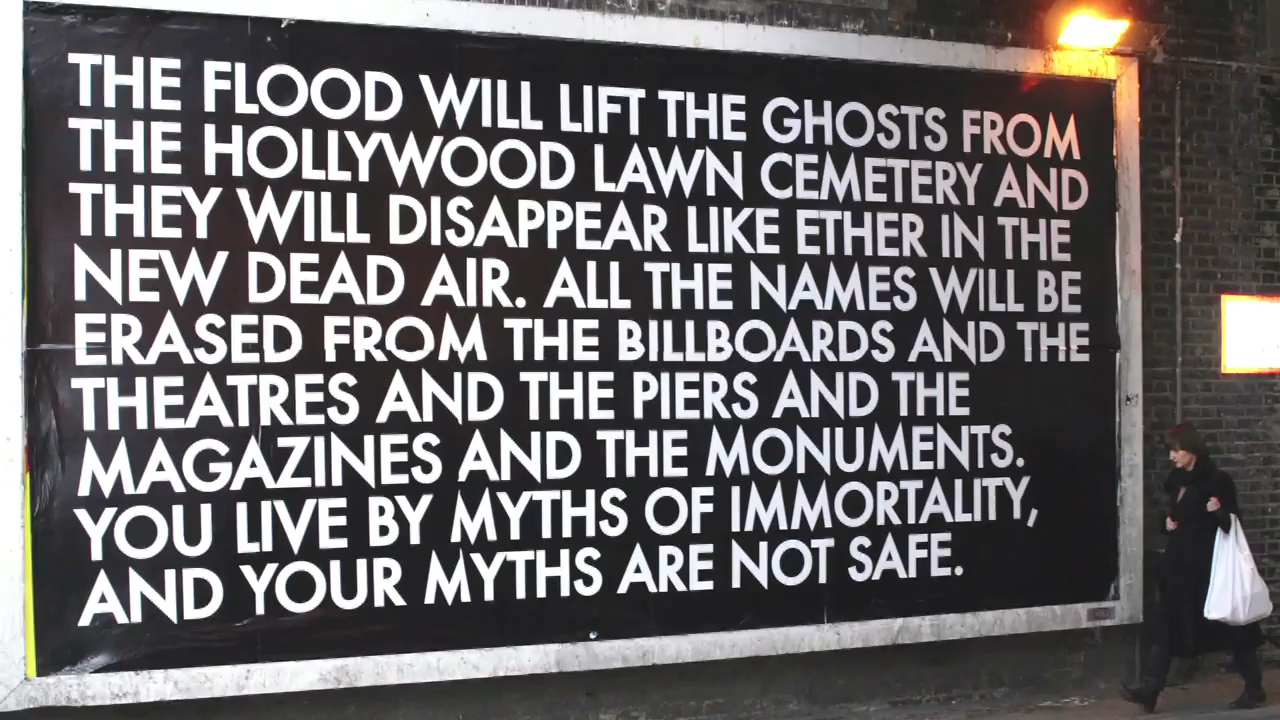 THE FLOOD WILL LIFT THE GHOSTS FROM
THE HOLLYWOOD LAWN CEMETERY AND
THEY WILL DISAPPEAR LIKE ETHER IN THE
NEW DEAD AIR. ALL THE NAMES WILL BE
ERASED FROM THE BILLBOARDS AND THE
THEATRES AND THE PIERS AND THE
MAGAZINES AND THE MONUMENTS.
YOU LIVE BY MYTHS OF IMMORTALITY,
AND YOUR MYTHS ARE NOT SAFE.